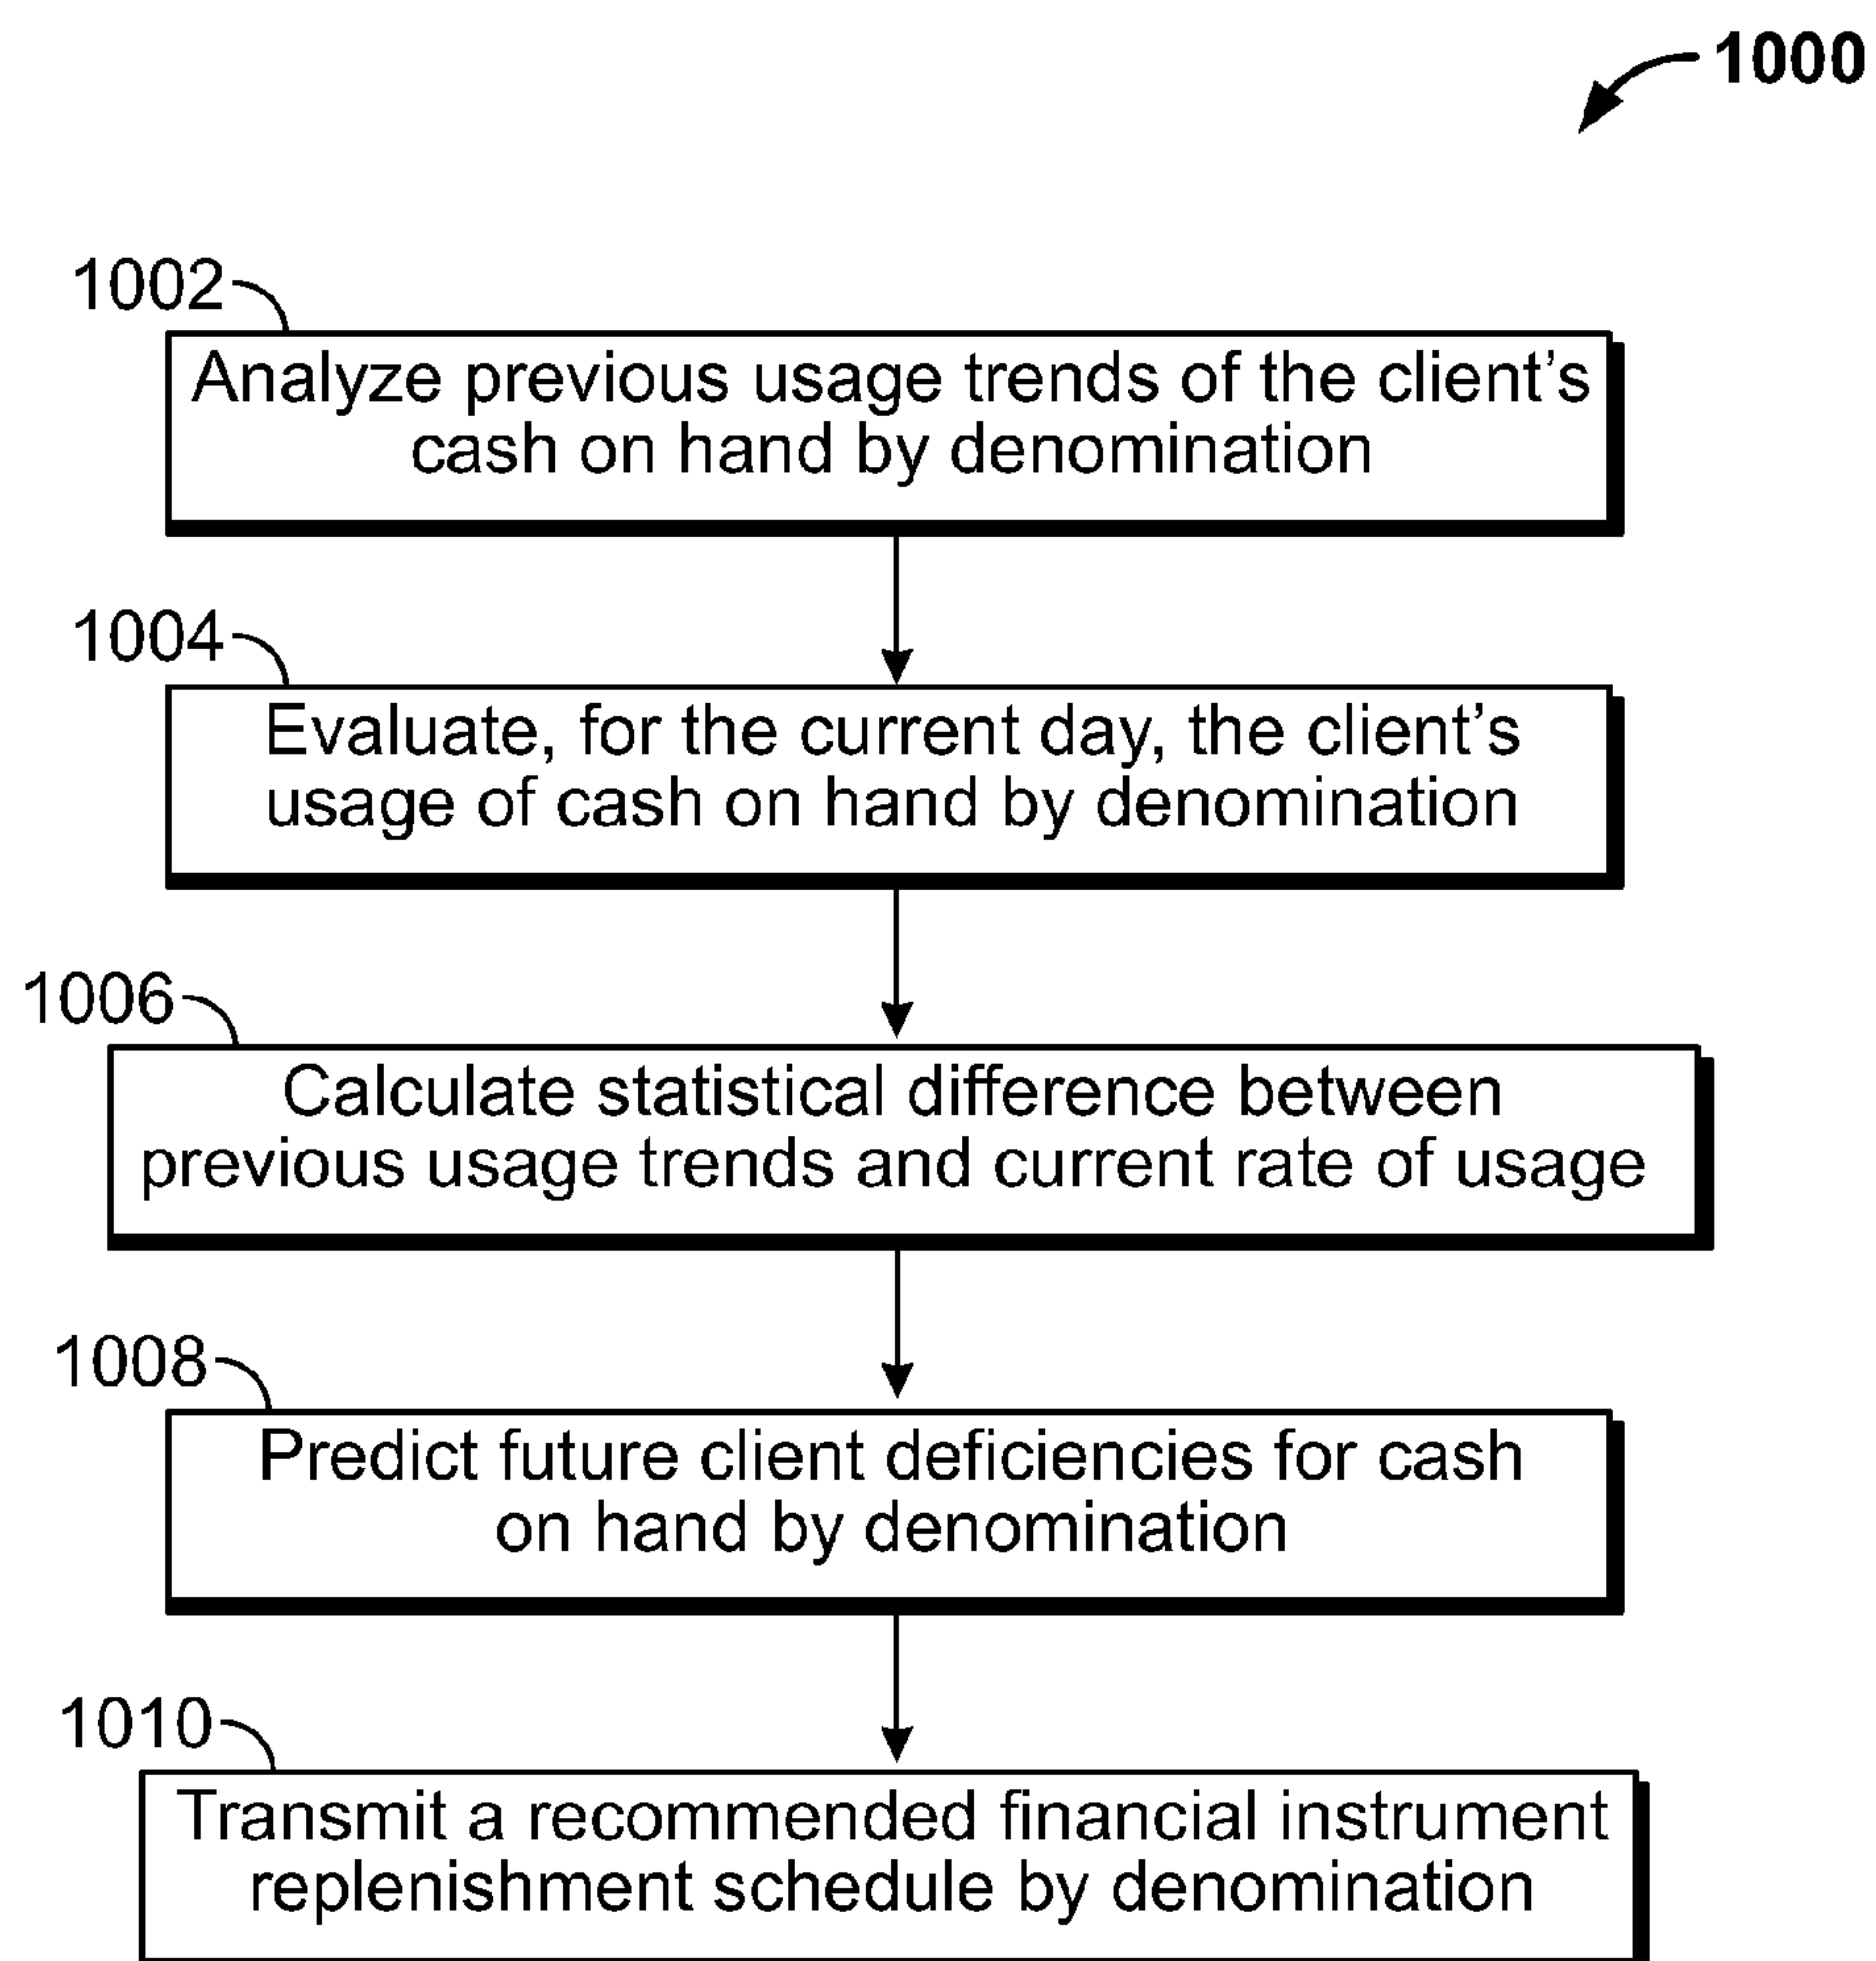 1000
1002
Analyze previous usage trends of the client's
cash on hand by denomination
1004
Evaluate, for the current day, the client's
usage of cash on hand by denomination
1006
Calculate statistical difference between
previous usage trends and current rate of usage
1008
Predict future client deficiencies for cash
on hand by denomination
1010
Transmit a recommended financial instrument
replenishment schedule by denomination